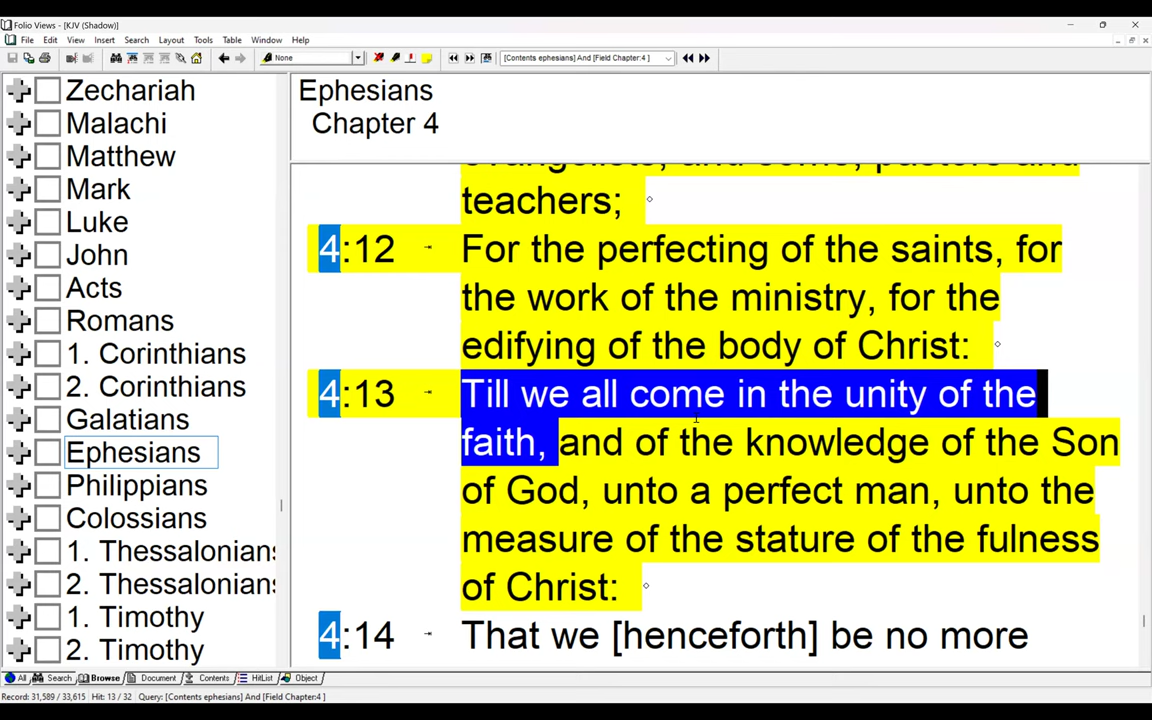 Folio Views - [KJV (Shadow)]
File Edit View Insert Search Layout Tools Table Window Help
None [Contents ephesians] And [Field Chapter:4 ]
Zechariah
Malachi
Matthew
Mark
Luke
John
Acts
Romans
1. Corinthians
2. Corinthians
Galatians
Ephesians
Philippians
Colossians
1. Thessalonians
2. Thessalonians
1. Timothy
2. Timothy
Ephesians
Chapter 4
evangelists; and some, pastors and
teachers;
4:12 For the perfecting of the saints, for
the work of the ministry, for the
edifying of the body of Christ:
4:13 Till we all come in the unity of the
faith, and of the knowledge of the Son
of God, unto a perfect man, unto the
measure of the stature of the fulness
of Christ:
4:14 That we [henceforth] be no more
All Search Browse Document Contents HitList Object
Record: 31,589 / 33,615 Hit: 13 / 32 Query: [Contents ephesians] And [Field Chapter:4 ]